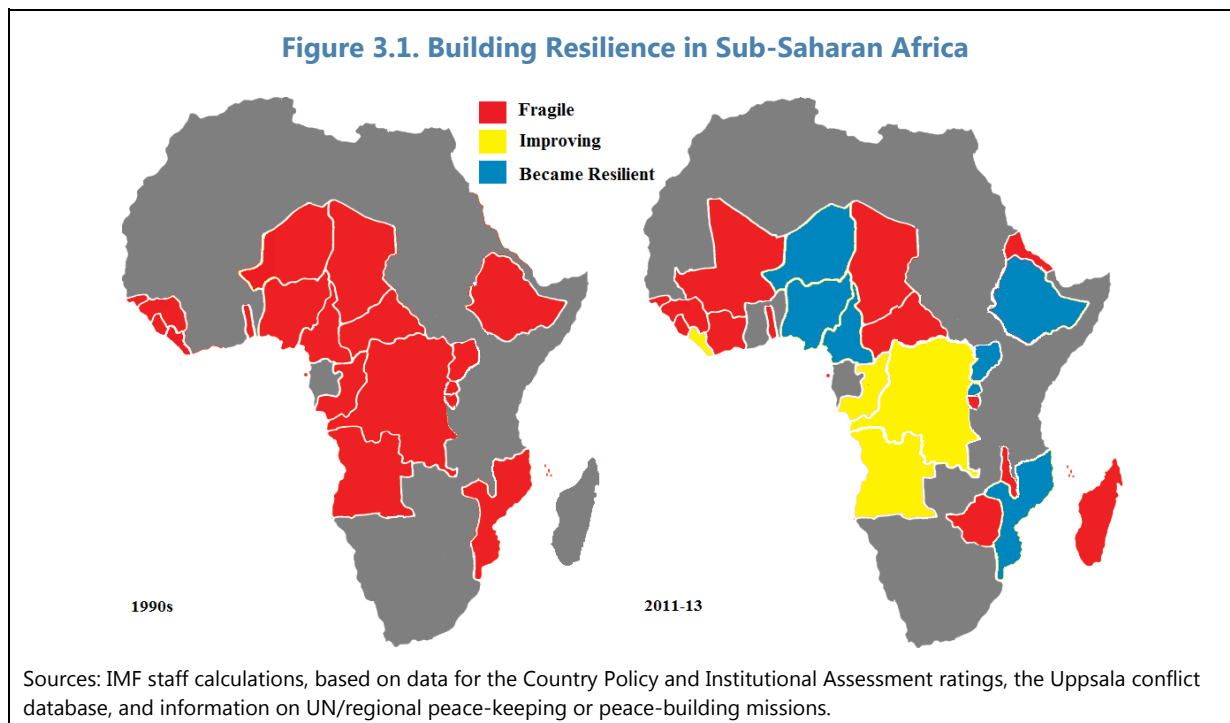 Figure 3.1. Building Resilience in Sub-Saharan Africa
Fragile
Improving
Became Resilient
1990s
2011-13
Sources: IMF staff calculations, based on data for the Country Policy and Institutional Assessment ratings, the Uppsala conflict
database, and information on UN/regional peace-keeping or peace-building missions.